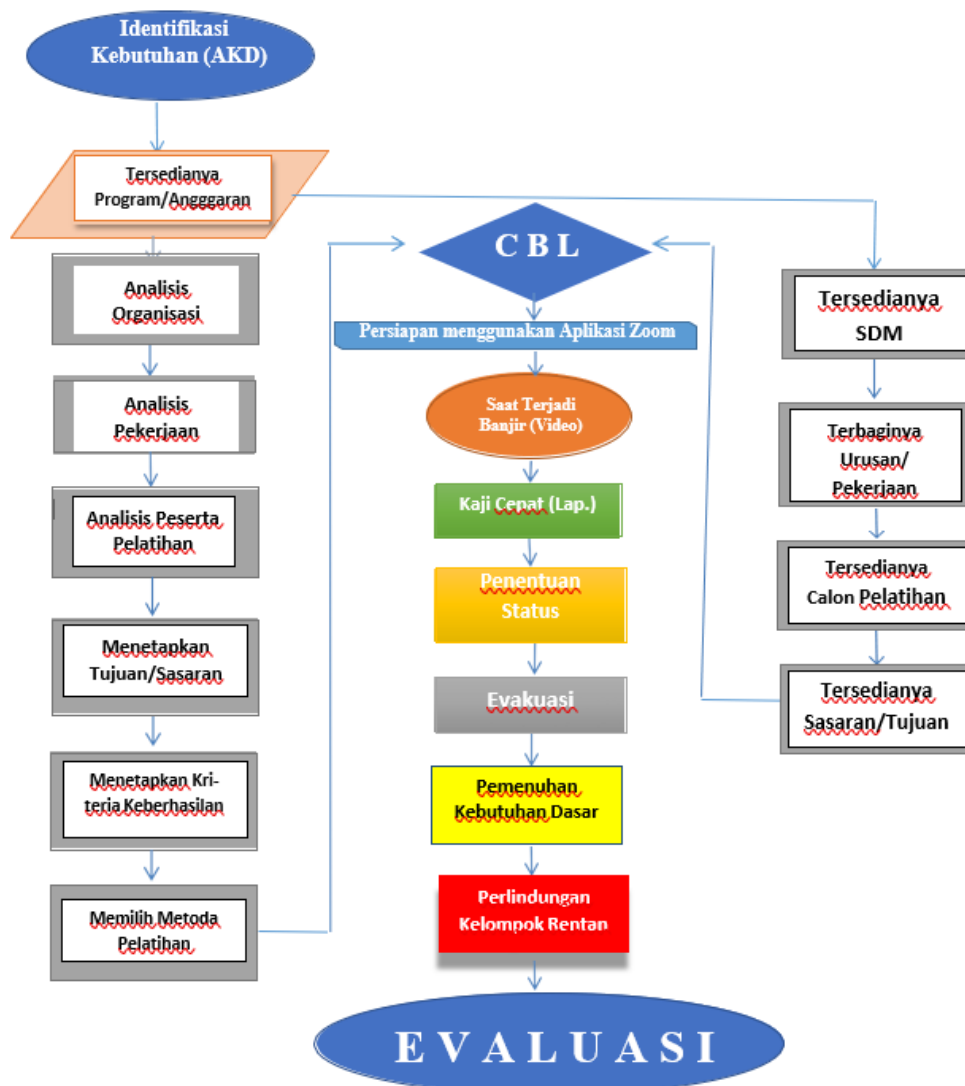 Identifikasi
Kebutuhan (AKD)
Tersedianya
Program/Angggaran
Analisis
Organisasi
Analisis
Pekerjaan
Analisis Peserta
Pelatihan
Menetapkan
Tujuan/Sasaran
Menetapkan Kri-
teria Keberhasilan
Memilih Metoda
Pelatihan
C B L
Persiapan menggunakan Aplikasi Zoom
Saat Terjadi
Banjir (Video)
Kaji Cepat (Lap.)
Penentuan
Status
Evakuasi
Pemenuhan
Kebutuhan Dasar
Perlindungan
Kelompok Rentan
E V A L U A S I
Tersedianya
SDM
Terbaginya
Urusan/
Pekerjaan
Tersedianya
Calon Pelatihan
Tersedianya
Sasaran/Tujuan